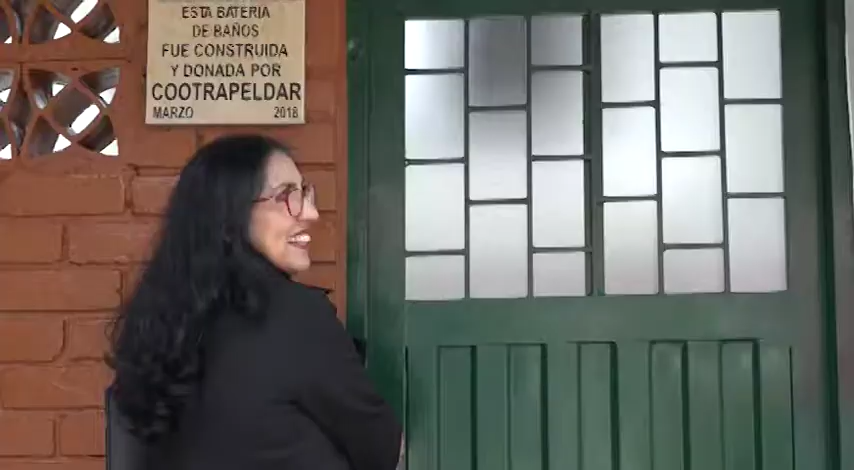 ESTA BATERIA
DE BAÑOS
FUE CONSTRUIDA
Y DONADA POR
COOTRAPELDAR
MARZO 2018